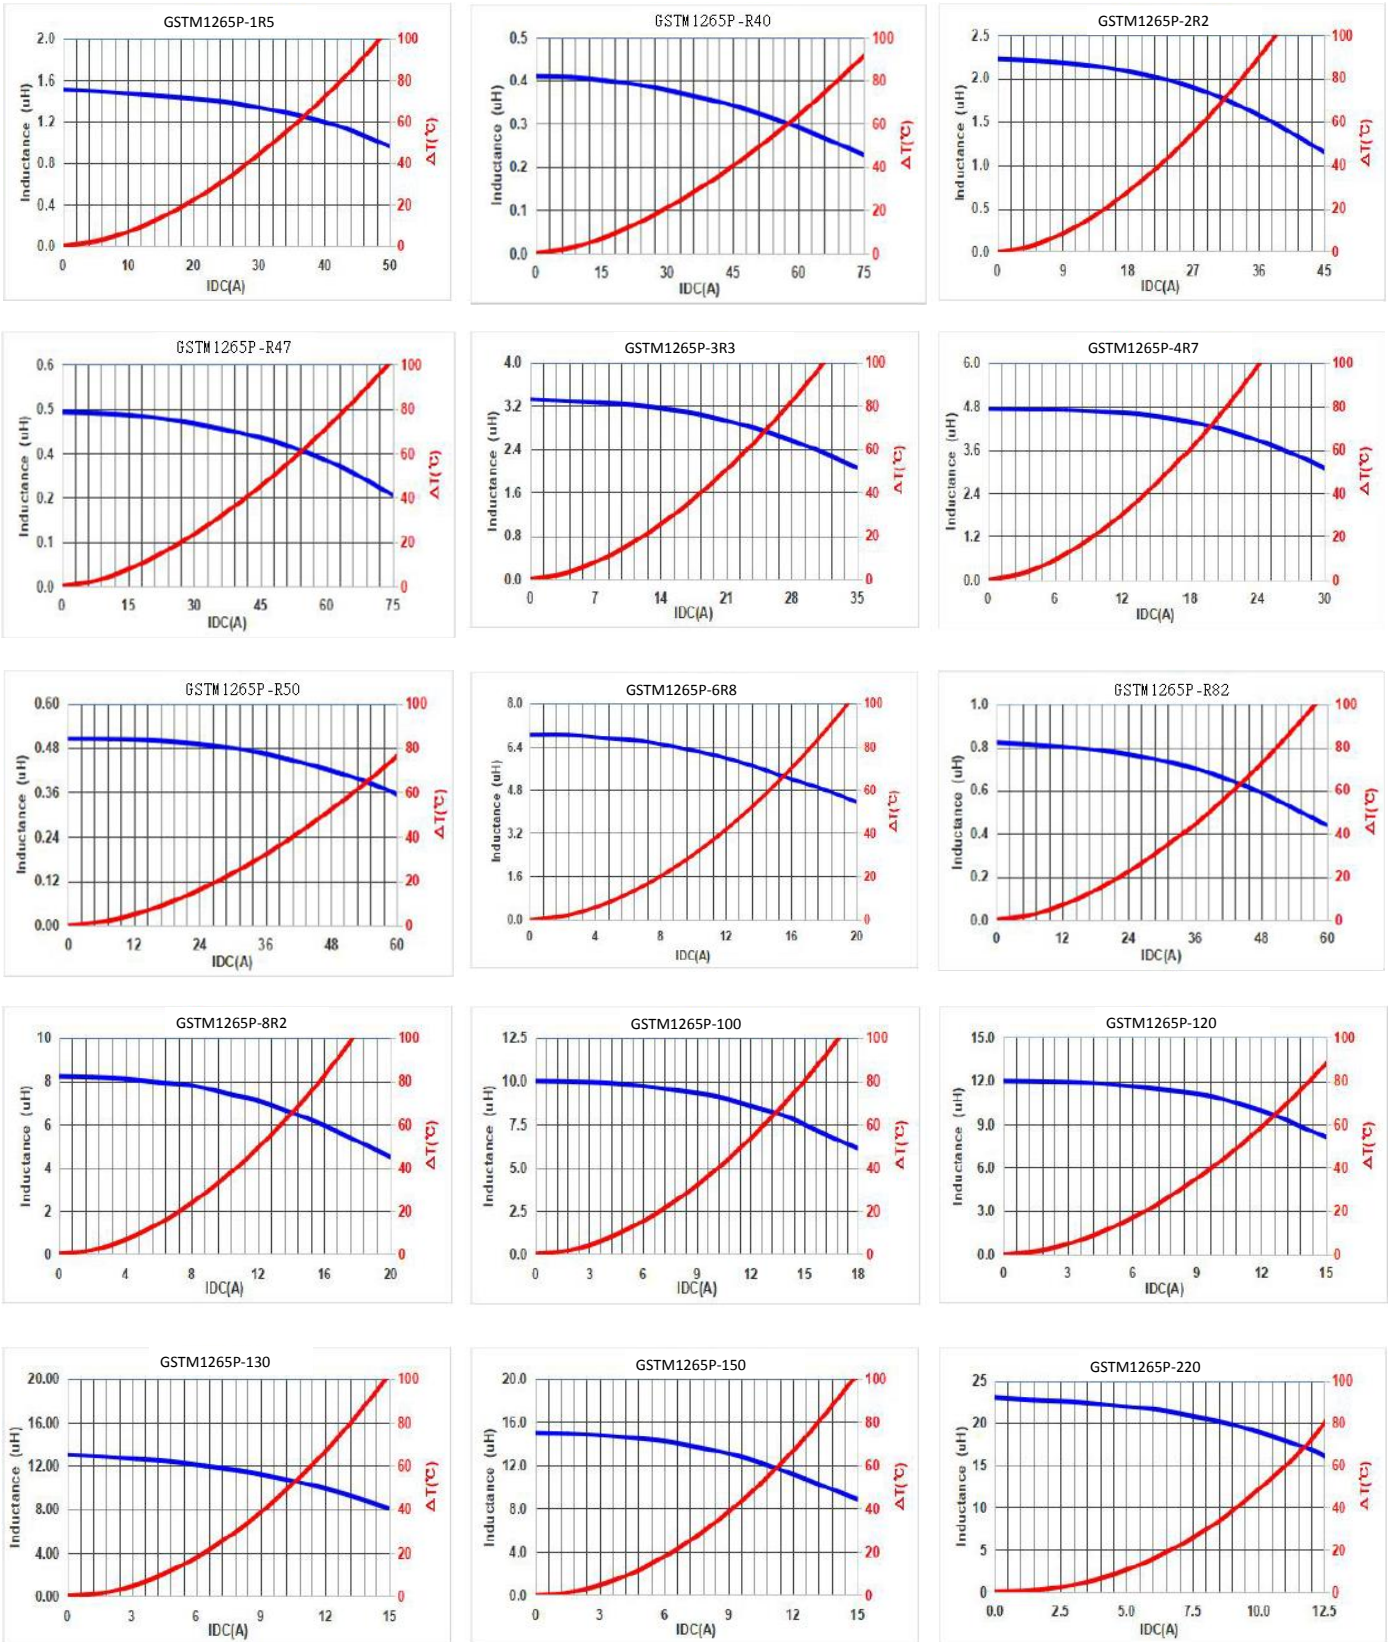 GSTM1265P-1R5
2.0
1.6
1.2
0.8
0.4
0.0
Inductance (uH)
100
80
60
40
20
0
△T(℃)
0 10 20 30 40 50
IDC(A)
GSTM1265P-R40
0.5
0.4
0.3
0.2
0.1
0.0
Inductance (uH)
100
80
60
40
20
0
△T(℃)
0 15 30 45 60 75
IDC(A)
GSTM1265P-2R2
2.5
2.0
1.5
1.0
0.5
0.0
Inductance (uH)
100
80
60
40
20
0
△T(℃)
0 9 18 27 36 45
IDC(A)
GSTM1265P-R47
0.6
0.5
0.4
0.2
0.1
0.0
Inductance (uH)
100
80
60
40
20
0
△T(℃)
0 15 30 45 60 75
IDC(A)
GSTM1265P-3R3
4.0
3.2
2.4
1.6
0.8
0.0
Inductance (uH)
100
80
60
40
20
0
△T(℃)
0 7 14 21 28 35
IDC(A)
GSTM1265P-4R7
6.0
4.8
3.6
2.4
1.2
0.0
Inductance (uH)
100
80
60
40
20
0
△T(℃)
0 6 12 18 24 30
IDC(A)
GSTM1265P-R50
0.60
0.48
0.36
0.24
0.12
0.00
Inductance (uH)
100
80
60
40
20
0
△T(℃)
0 12 24 36 48 60
IDC(A)
GSTM1265P-6R8
8.0
6.4
4.8
3.2
1.6
0.0
Inductance (uH)
100
80
60
40
20
0
△T(℃)
0 4 8 12 16 20
IDC(A)
GSTM1265P-R82
1.0
0.8
0.6
0.4
0.2
0.0
Inductance (uH)
100
80
60
40
20
0
△T(℃)
0 12 24 36 48 60
IDC(A)
GSTM1265P-8R2
10
8
6
4
2
0
Inductance (uH)
100
80
60
40
20
0
△T(℃)
0 4 8 12 16 20
IDC(A)
GSTM1265P-100
12.5
10.0
7.5
5.0
2.5
0.0
Inductance (uH)
100
80
60
40
20
0
△T(℃)
0 3 6 9 12 15 18
IDC(A)
GSTM1265P-120
15.0
12.0
9.0
6.0
3.0
0.0
Inductance (uH)
100
80
60
40
20
0
△T(℃)
0 3 6 9 12 15
IDC(A)
GSTM1265P-130
20.00
16.00
12.00
8.00
4.00
0.00
Inductance (uH)
100
80
60
40
20
0
△T(℃)
0 3 6 9 12 15
IDC(A)
GSTM1265P-150
20.0
16.0
12.0
8.0
4.0
0.0
Inductance (uH)
100
80
60
40
20
0
△T(℃)
0 3 6 9 12 15
IDC(A)
GSTM1265P-220
25
20
15
10
5
0
Inductance (uH)
100
80
60
40
20
0
△T(℃)
0.0 2.5 5.0 7.5 10.0 12.5
IDC(A)